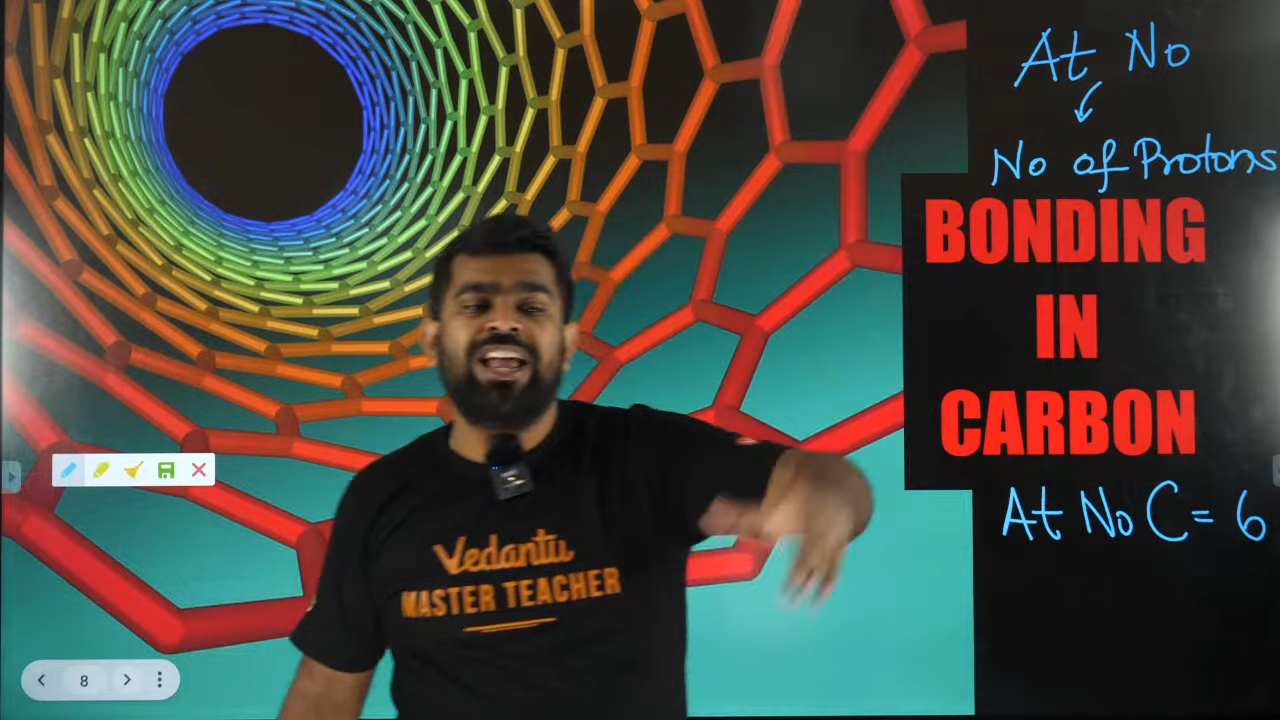 At No
No of Protons
BONDING
IN
CARBON
At No C = 6
Vedantu
MASTER TEACHER
8